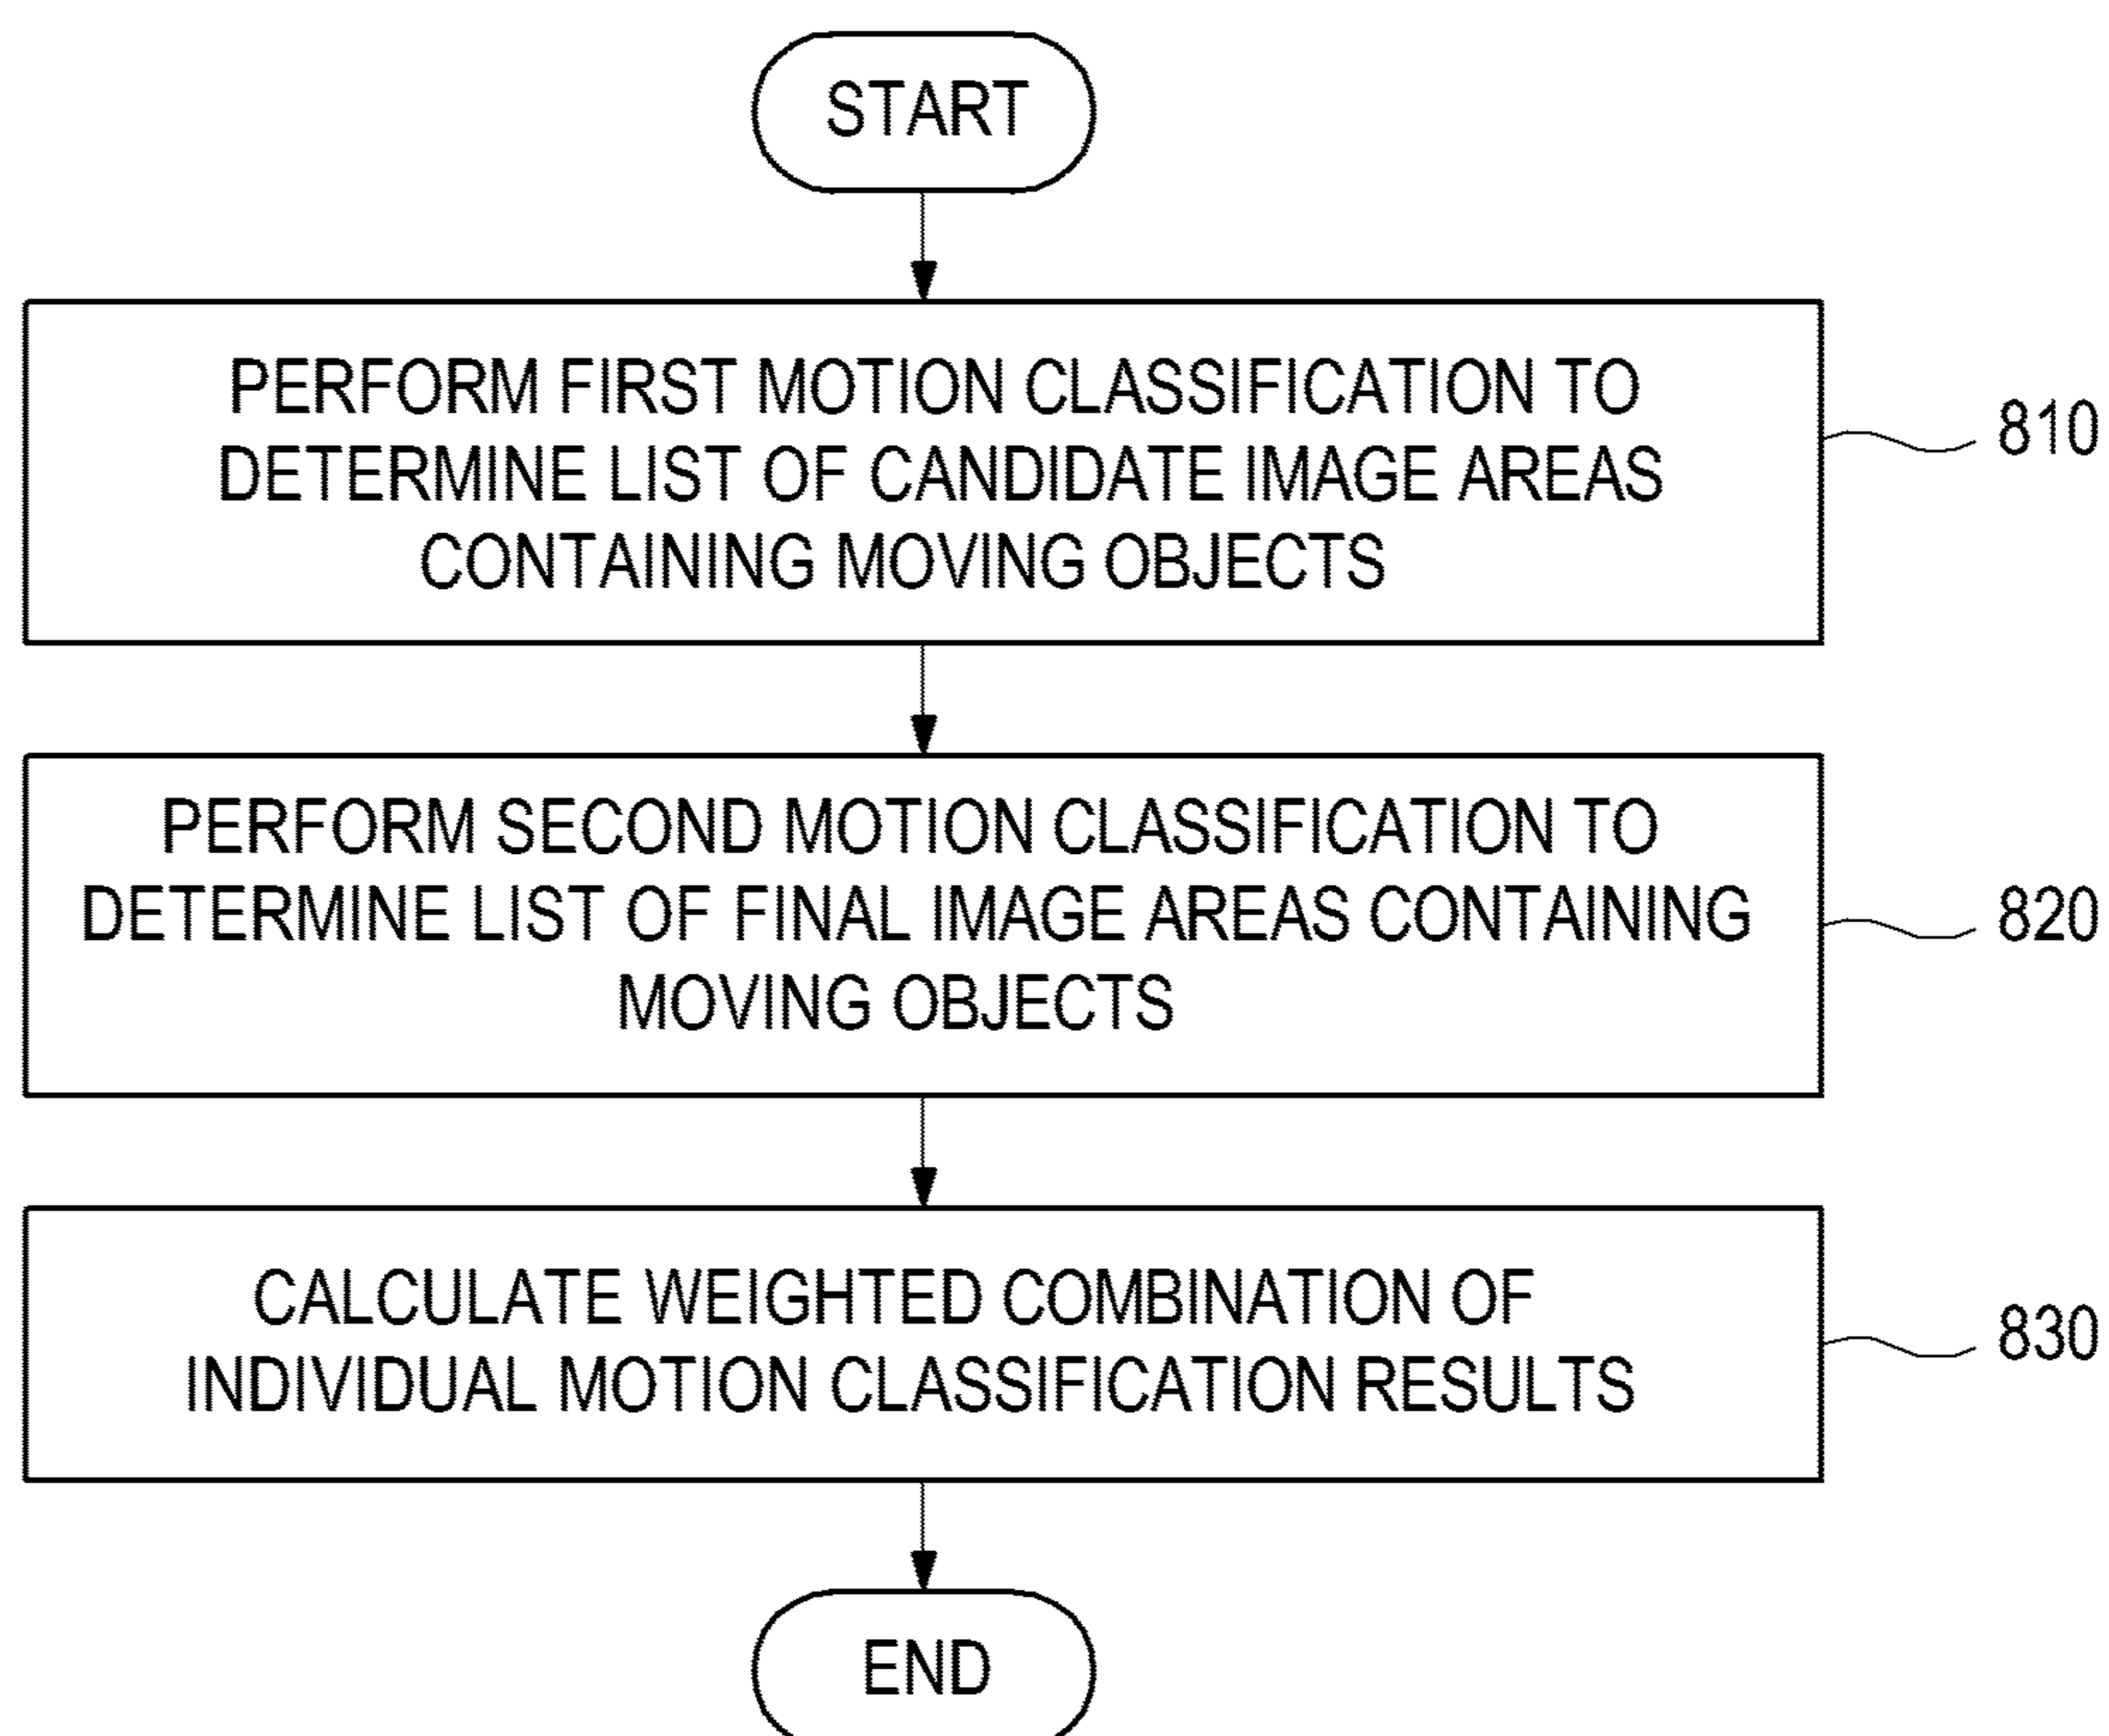 START
PERFORM FIRST MOTION CLASSIFICATION TO
DETERMINE LIST OF CANDIDATE IMAGE AREAS
CONTAINING MOVING OBJECTS
810
PERFORM SECOND MOTION CLASSIFICATION TO
DETERMINE LIST OF FINAL IMAGE AREAS CONTAINING
MOVING OBJECTS
820
CALCULATE WEIGHTED COMBINATION OF
INDIVIDUAL MOTION CLASSIFICATION RESULTS
830
END